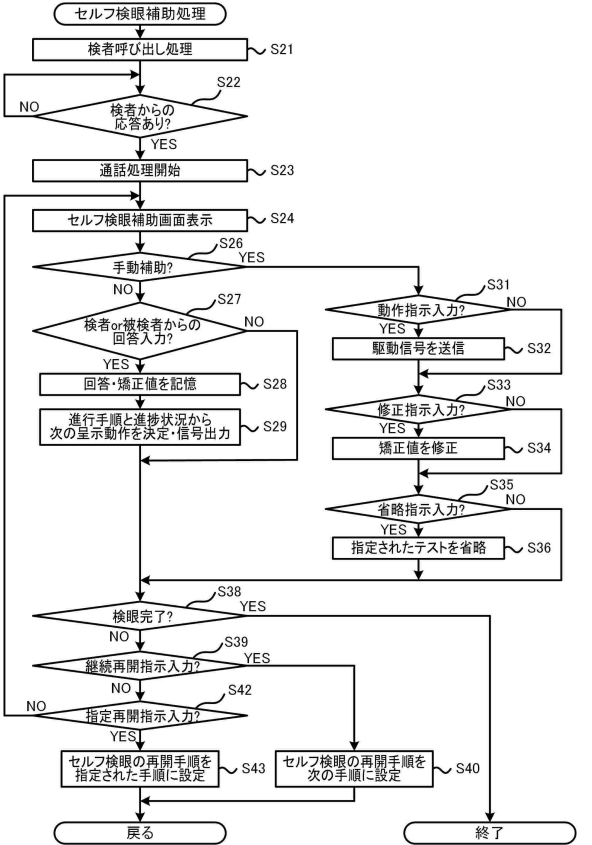 セルフ検眼補助処理
検者呼び出し処理
S21
S22
NO
検者からの
応答あり?
YES
通話処理開始
S23
セルフ検眼補助画面表示
S24
S26
手動補助?
YES
NO
S27
検者or被検者からの
回答入力?
NO
YES
回答・矯正値を記憶
S28
進行手順と進捗状況から
次の呈示動作を決定・信号出力
S29
S31
動作指示入力?
NO
YES
駆動信号を送信
S32
S33
修正指示入力?
NO
YES
矯正値を修正
S34
S35
省略指示入力?
NO
YES
指定されたテストを省略
S36
S38
検眼完了?
YES
NO
S39
継続再開指示入力?
YES
NO
S42
NO
指定再開指示入力?
YES
セルフ検眼の再開手順を
指定された手順に設定
S43
セルフ検眼の再開手順を
次の手順に設定
S40
戻る
終了